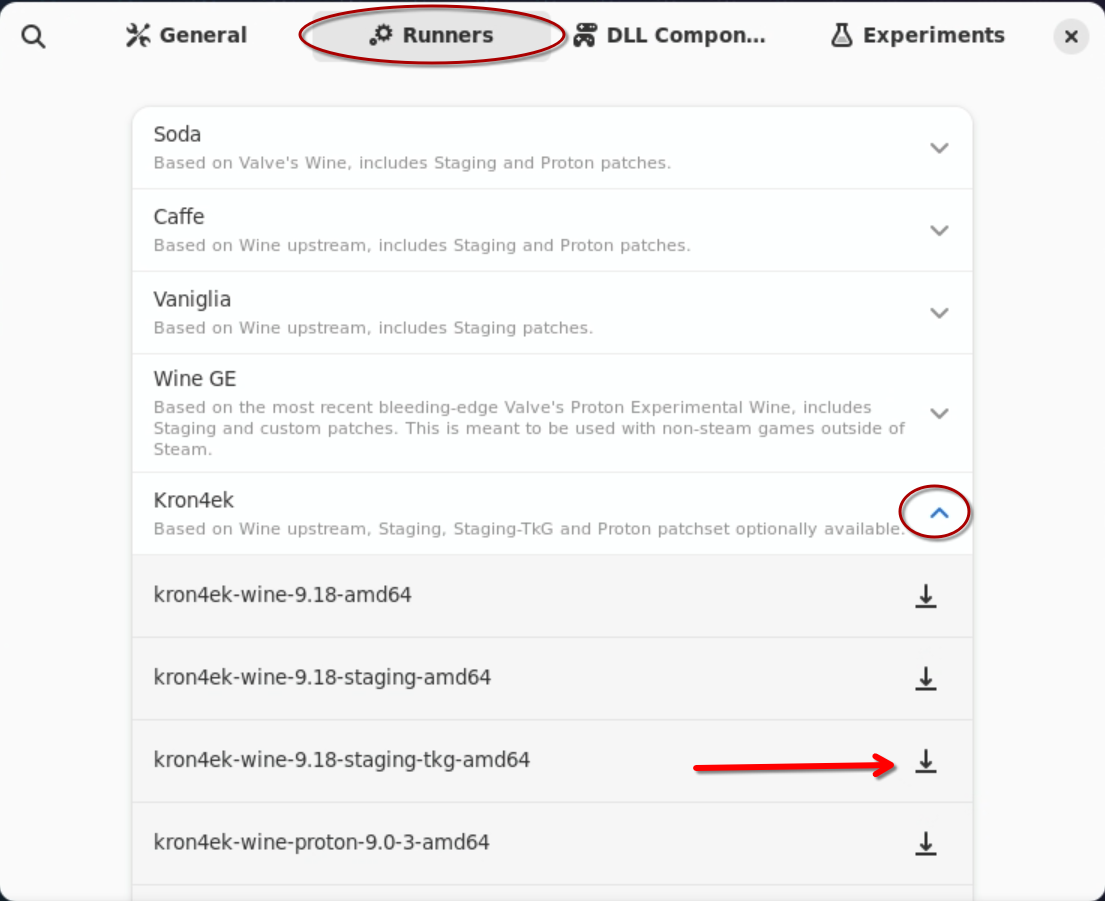 General
Runners
DLL Compon...
Experiments
Soda
Based on Valve's Wine, includes Staging and Proton patches.
Caffe
Based on Wine upstream, includes Staging and Proton patches.
Vaniglia
Based on Wine upstream, includes Staging patches.
Wine GE
Based on the most recent bleeding-edge Valve's Proton Experimental Wine, includes
Staging and custom patches. This is meant to be used with non-steam games outside of
Steam.
Kron4ek
Based on Wine upstream, Staging, Staging-TkG and Proton patchset optionally available.
kron4ek-wine-9.18-amd64
kron4ek-wine-9.18-staging-amd64
kron4ek-wine-9.18-staging-tkg-amd64
kron4ek-wine-proton-9.0-3-amd64